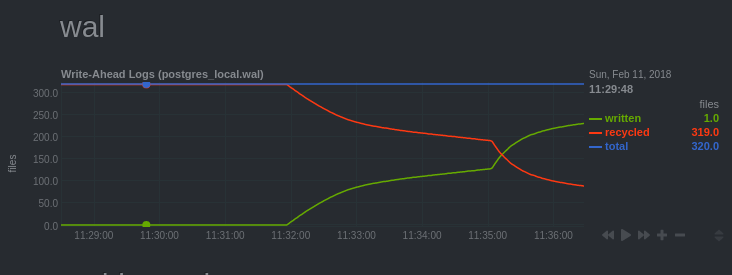 wal
Write-Ahead Logs (postgres_local.wal)
Sun, Feb 11, 2018
11:29:48
files
written 1.0
recycled 319.0
total 320.0
files
300.0
250.0
200.0
150.0
100.0
50.0
0.0
11:29:00 11:30:00 11:31:00 11:32:00 11:33:00 11:34:00 11:35:00 11:36:00